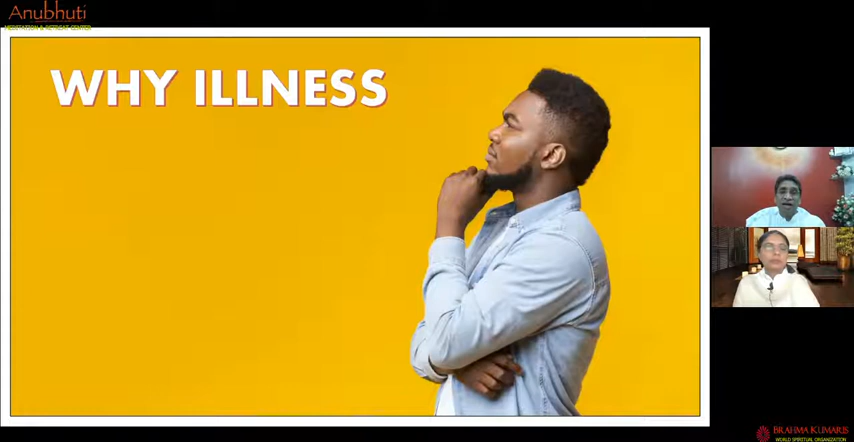 Anubhuti
MEDITATION & RETREAT CENTER
WHY ILLNESS
BRAHMA KUMARIS
WORLD SPIRITUAL ORGANIZATION